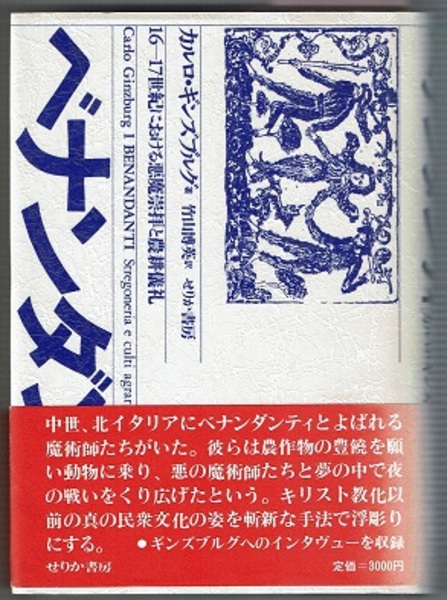 カルロ・ギンズブルグ著 竹山博英訳 せりか書房
16―17世紀における悪魔崇拝と農耕儀礼
Carlo Ginzburg I BENANDANTI Stregoneria e culti agrar
ベナンダ
中世、北イタリアにベナンダンティとよばれる
魔術師たちがいた。彼らは農作物の豊饒を願
い動物に乗り、悪の魔術師たちと夢の中で夜
の戦いをくり広げたという。キリスト教化以
前の真の民衆文化の姿を斬新な手法で浮彫り
にする。 ●ギンズブルグへのインタヴューを収録
せりか書房 定価=3000円